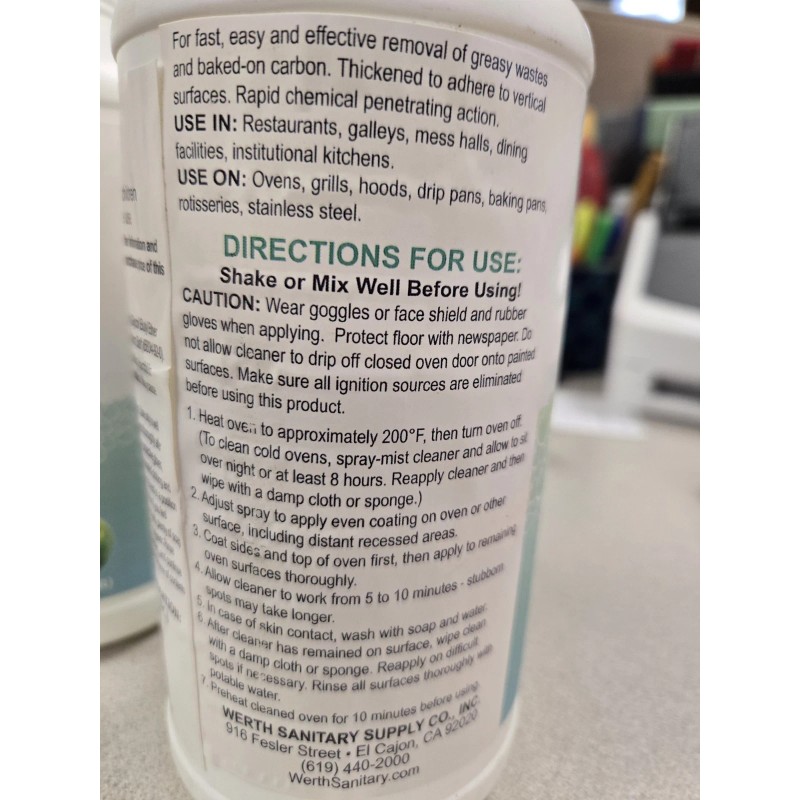 For fast, easy and effective removal of greasy wastes
and baked-on carbon. Thickened to adhere to vertical
surfaces. Rapid chemical penetrating action.
USE IN: Restaurants, galleys, mess halls, dining
facilities, institutional kitchens.
USE ON: Ovens, grills, hoods, drip pans, baking pans,
rotisseries, stainless steel.
DIRECTIONS FOR USE:
Shake or Mix Well Before Using!
CAUTION: Wear goggles or face shield and rubber
gloves when applying. Protect floor with newspaper. Do
not allow cleaner to drip off closed oven door onto painted
surfaces. Make sure all ignition sources are eliminated
before using this product.
1. Heat oven to approximately 200°F, then turn oven off.
(To clean cold ovens, spray-mist cleaner and allow to sit
over night or at least 8 hours. Reapply cleaner and then
wipe with a damp cloth or sponge.)
2. Adjust spray to apply even coating on oven or other
surface, including distant recessed areas.
3. Coat sides and top of oven first, then apply to remaining
oven surfaces thoroughly.
4. Allow cleaner to work from 5 to 10 minutes - stubborn
spots may take longer.
5. In case of skin contact, wash with soap and water.
6. After cleaner has remained on surface, wipe clean
with a damp cloth or sponge. Reapply on difficult
spots if necessary. Rinse all surfaces thoroughly with
potable water.
7. Preheat cleaned oven for 10 minutes before using.
WERTH SANITARY SUPPLY CO., INC.
916 Fesler Street • El Cajon, CA 92020
(619) 440-2000
WerthSanitary.com